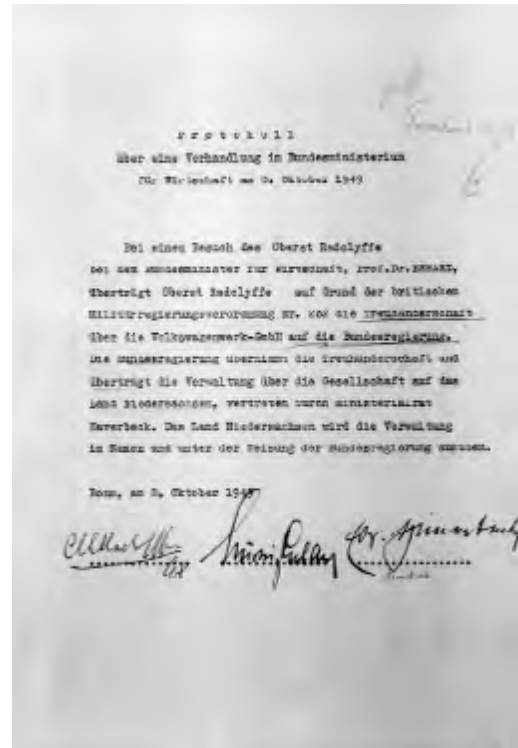 Protokoll
über eine Verhandlung im Bundesministerium
für Wirtschaft am 8. Oktober 1949
Bei einem Besuch des Oberst Radclyffe
bei dem Bundesminister für Wirtschaft, Prof.Dr.
überträgt Oberst Radclyffe auf Grund der britischen
Militärregierungsverordnung Nr. 202 die Treuhänderschaft
über die Volkswagenwerk-GmbH auf die Bundesregierung.
Die Bundesregierung übernimmt die Treuhänderschaft und
überträgt die Verwaltung über die Gesellschaft auf das
Land Niedersachsen, vertreten durch Ministerialrat
Haverbeck. Das Land Niedersachsen wird die Verwaltung
im Namen und unter der Weisung der Bundesregierung
Bonn, am 8. Oktober 1949